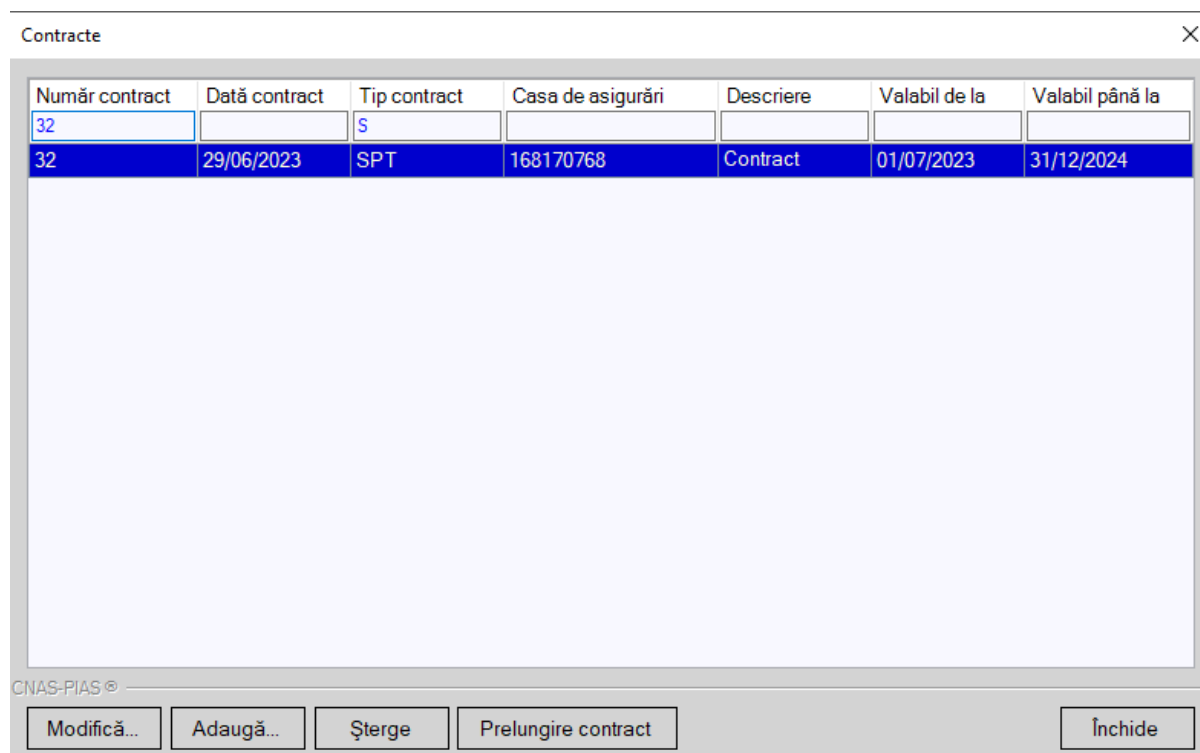 Contracte
Număr contract Dată contract Tip contract Casa de asigurări Descriere Valabil de la Valabil până la
32 S
32 29/06/2023 SPT 168170768 Contract 01/07/2023 31/12/2024
CNAS-PIAS ®
Modifică... Adaugă... Şterge Prelungire contract Închide